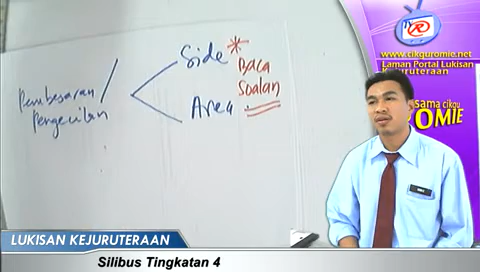 Side *
Baca
Soalan
Pembesaran /
Pengecilan
Area
www.cikguromie.net
Laman Portal Lukisan
Kejuruteraan
sama cikgu
OMIE
LUKISAN KEJURUTERAAN
Silibus Tingkatan 4